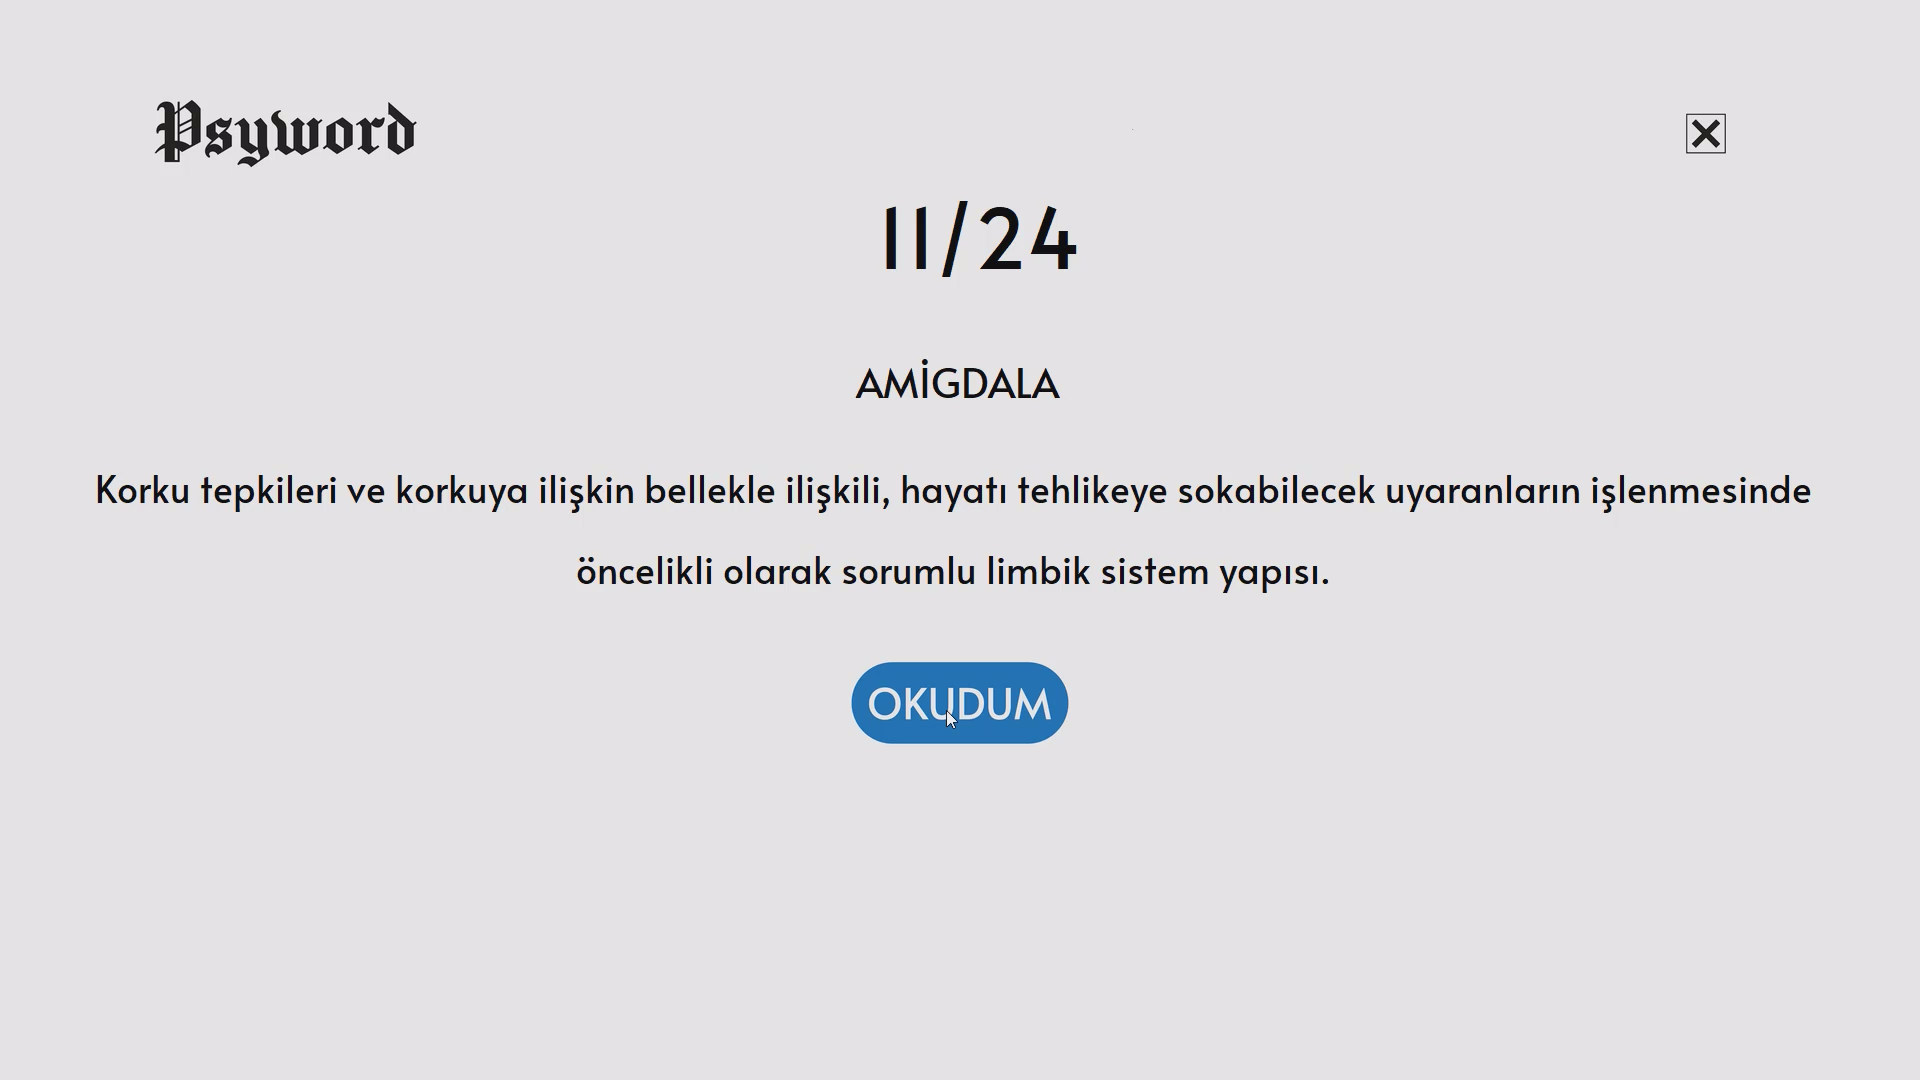 Psyword
11/24
AMİGDALA
Korku tepkileri ve korkuya ilişkin bellekle ilişkili, hayatı tehlikeye sokabilecek uyaranların işlenmesinde
öncelikli olarak sorumlu limbik sistem yapısı.
OKUDUM